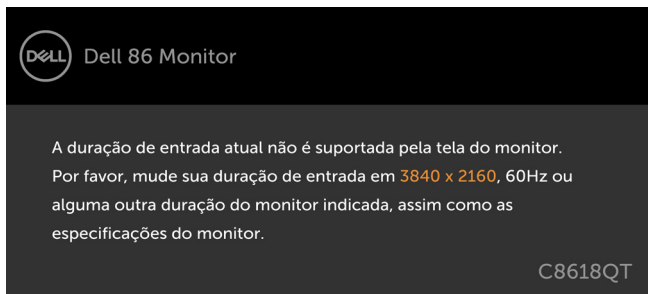 DELL
Dell 86 Monitor
A duração de entrada atual não é suportada pela tela do monitor.
Por favor, mude sua duração de entrada em 3840 x 2160, 60Hz ou
alguma outra duração do monitor indicada, assim como as
especificações do monitor.
C8618QT